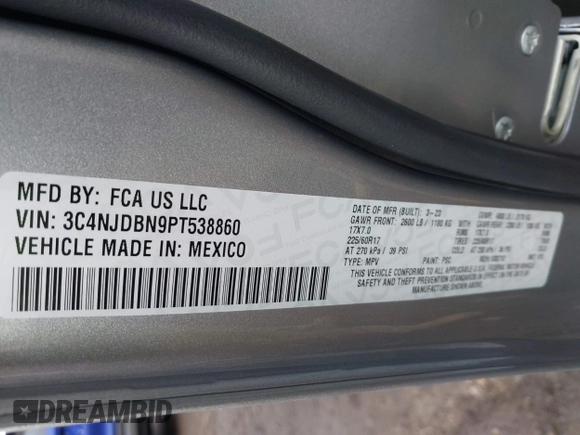 MFD BY: FCA US LLC
VIN: 3C4NJDBN9PT538860
VEHICLE MADE IN: MEXICO
DATE OF MFR (BUILT): 3-23
GAWR FRONT: 2600 LB / 1180 KG
17X7.0
225/60R17
AT 270 kPa / 39 PSI
TYPE: MPV
THIS VEHICLE CONFORMS TO ALL APPLICABLE U.S.A. FEDERAL MOTOR
VEHICLE SAFETY, BUMPER, AND THEFT PREVENTION STANDARDS IN EFFECT ON THE DATE OF
MANUFACTURE SHOWN ABOVE.
DREAMBID